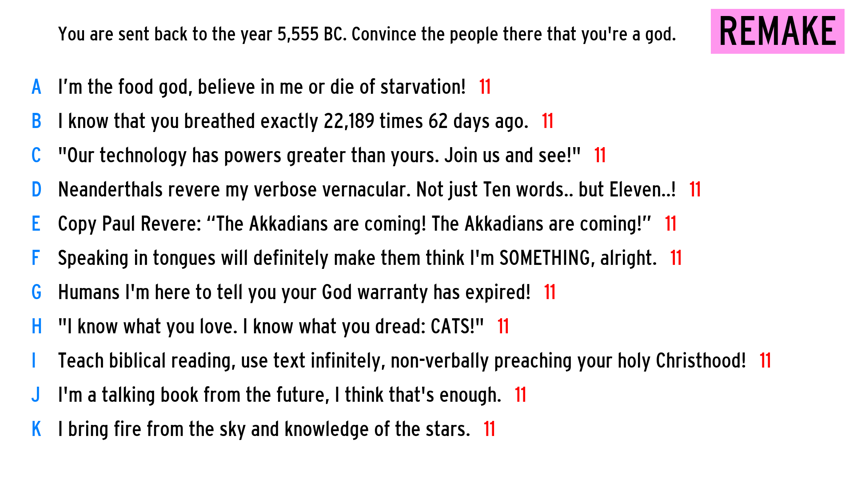 You are sent back to the year 5,555 BC. Convince the people there that you're a god.
REMAKE
A I’m the food god, believe in me or die of starvation! 11
B I know that you breathed exactly 22,189 times 62 days ago. 11
C "Our technology has powers greater than yours. Join us and see!" 11
D Neanderthals revere my verbose vernacular. Not just Ten words.. but Eleven..! 11
E Copy Paul Revere: “The Akkadians are coming! The Akkadians are coming!” 11
F Speaking in tongues will definitely make them think I'm SOMETHING, alright. 11
G Humans I'm here to tell you your God warranty has expired! 11
H "I know what you love. I know what you dread: CATS!" 11
I Teach biblical reading, use text infinitely, non-verbally preaching your holy Christhood! 11
J I'm a talking book from the future, I think that's enough. 11
K I bring fire from the sky and knowledge of the stars. 11